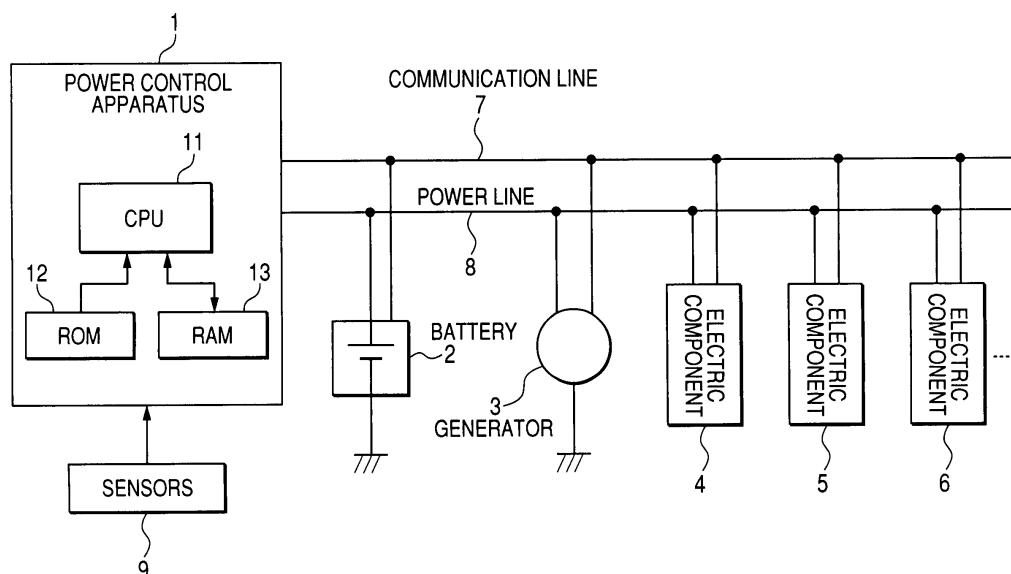 1
POWER CONTROL
APPARATUS
11
CPU
12
ROM
13
RAM
SENSORS
9
COMMUNICATION LINE
7
POWER LINE
8
BATTERY
2
3
GENERATOR
ELECTRIC
COMPONENT
4
ELECTRIC
COMPONENT
5
ELECTRIC
COMPONENT
6